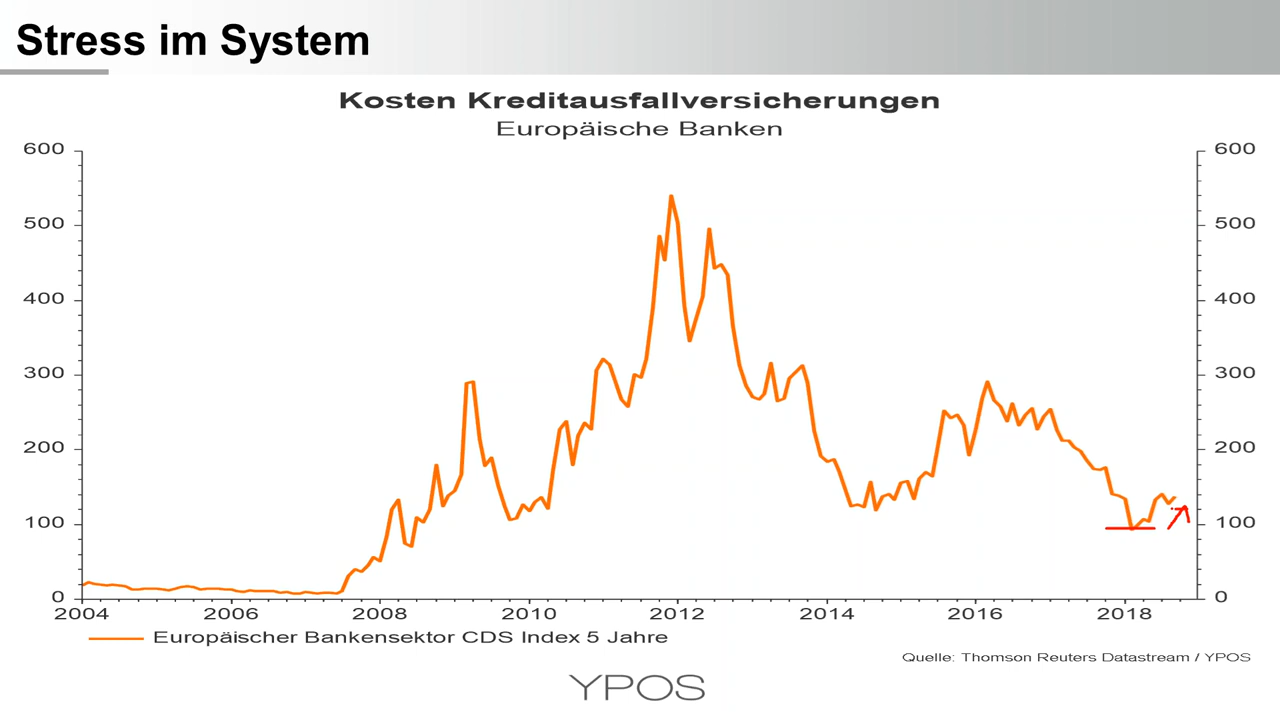 Stress im System
Kosten Kreditausfallversicherungen
Europäische Banken
600 600
500 500
400 400
300 300
200 200
100 100
0 0
2004 2006 2008 2010 2012 2014 2016 2018
Europäischer Bankensektor CDS Index 5 Jahre
Quelle: Thomson Reuters Datastream / YPOS
YPOS